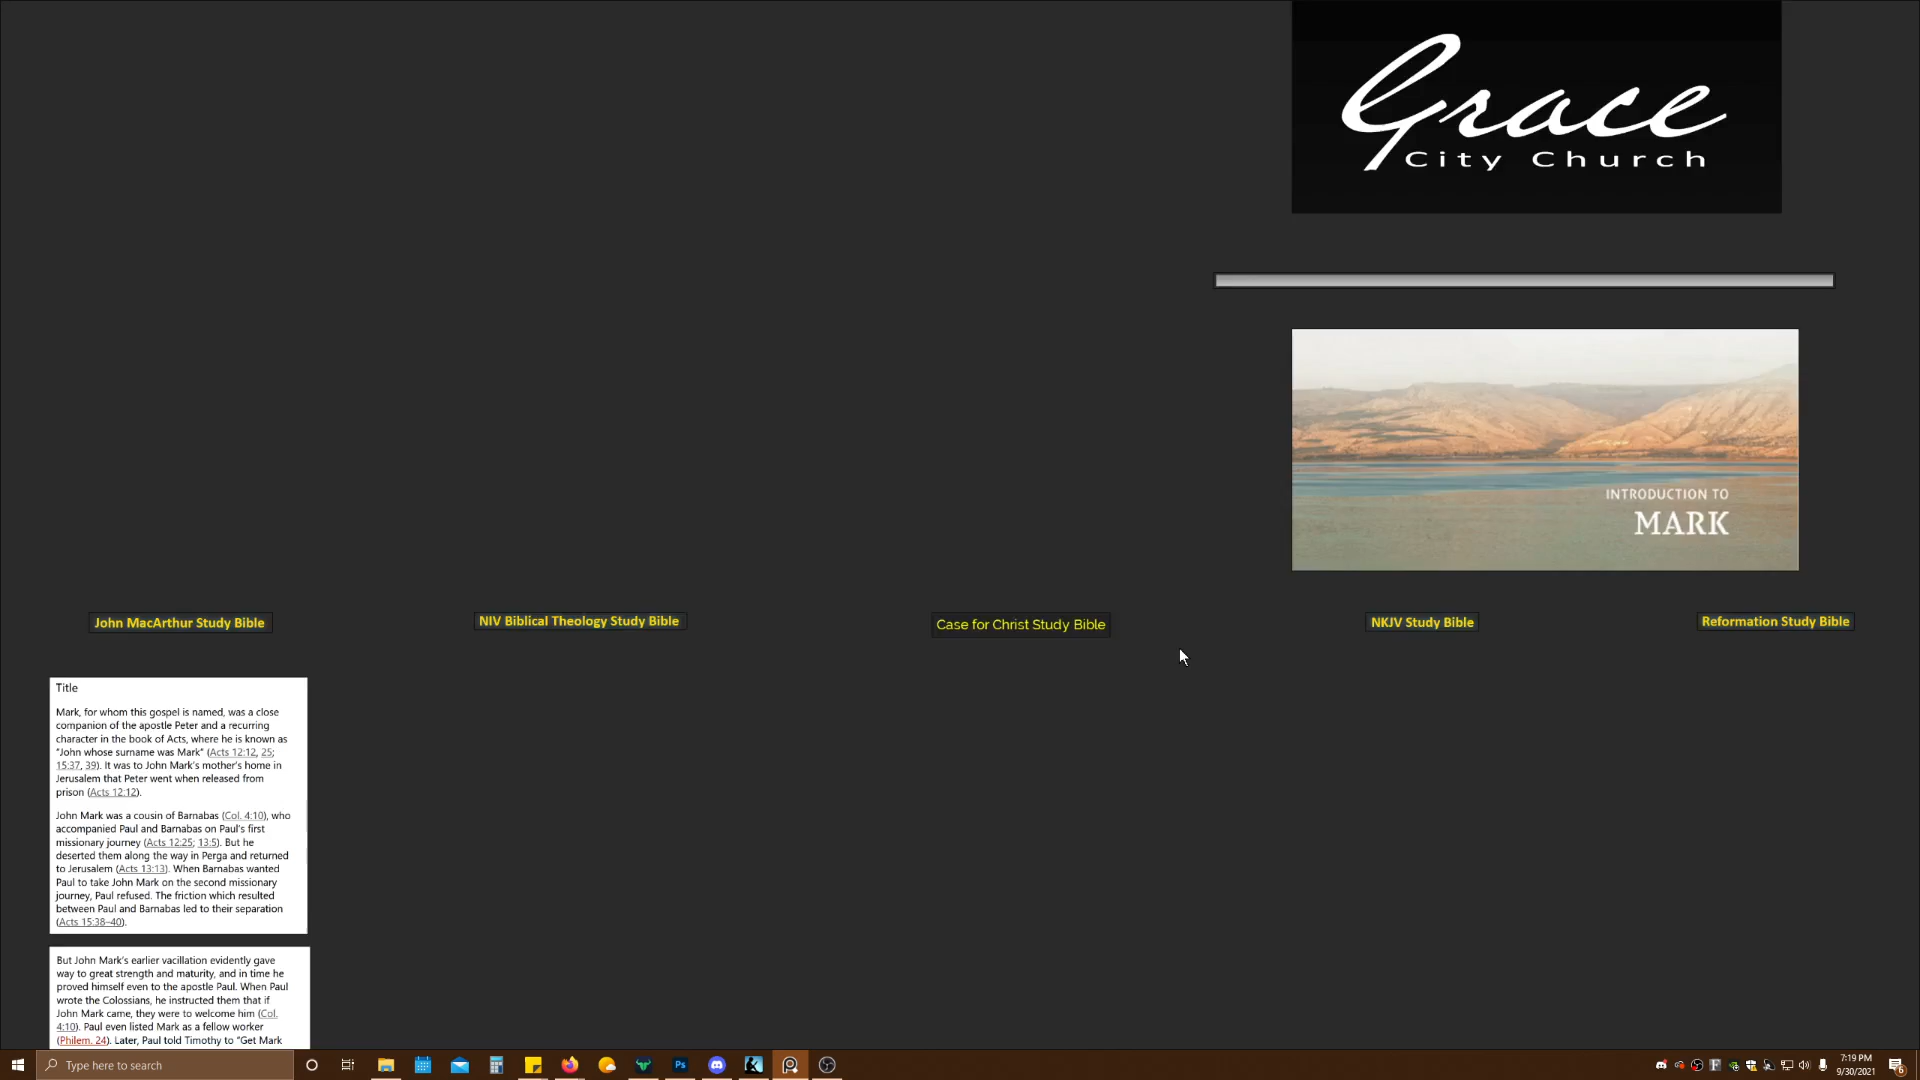 Grace
City Church
INTRODUCTION TO
MARK
John MacArthur Study Bible
NIV Biblical Theology Study Bible
Case for Christ Study Bible
NKJV Study Bible
Reformation Study Bible
Title
Mark, for whom this gospel is named, was a close
companion of the apostle Peter and a recurring
character in the book of Acts, where he is known as
“John whose surname was Mark” (Acts 12:12, 25;
15:37, 39). It was to John Mark’s mother’s home in
Jerusalem that Peter went when released from
prison (Acts 12:12).
John Mark was a cousin of Barnabas (Col. 4:10), who
accompanied Paul and Barnabas on Paul’s first
missionary journey (Acts 12:25; 13:5). But he
deserted them along the way in Perga and returned
to Jerusalem (Acts 13:13). When Barnabas wanted
Paul to take John Mark on the second missionary
journey, Paul refused. The friction which resulted
between Paul and Barnabas led to their separation
(Acts 15:38–40).
But John Mark’s earlier vacillation evidently gave
way to great strength and maturity, and in time he
proved himself even to the apostle Paul. When Paul
wrote the Colossians, he instructed them that if
John Mark came, they were to welcome him (Col.
4:10). Paul even listed Mark as a fellow worker
(Philem. 24). Later, Paul told Timothy to “Get Mark
Type here to search
Ps
7:19 PM
9/30/2021
6